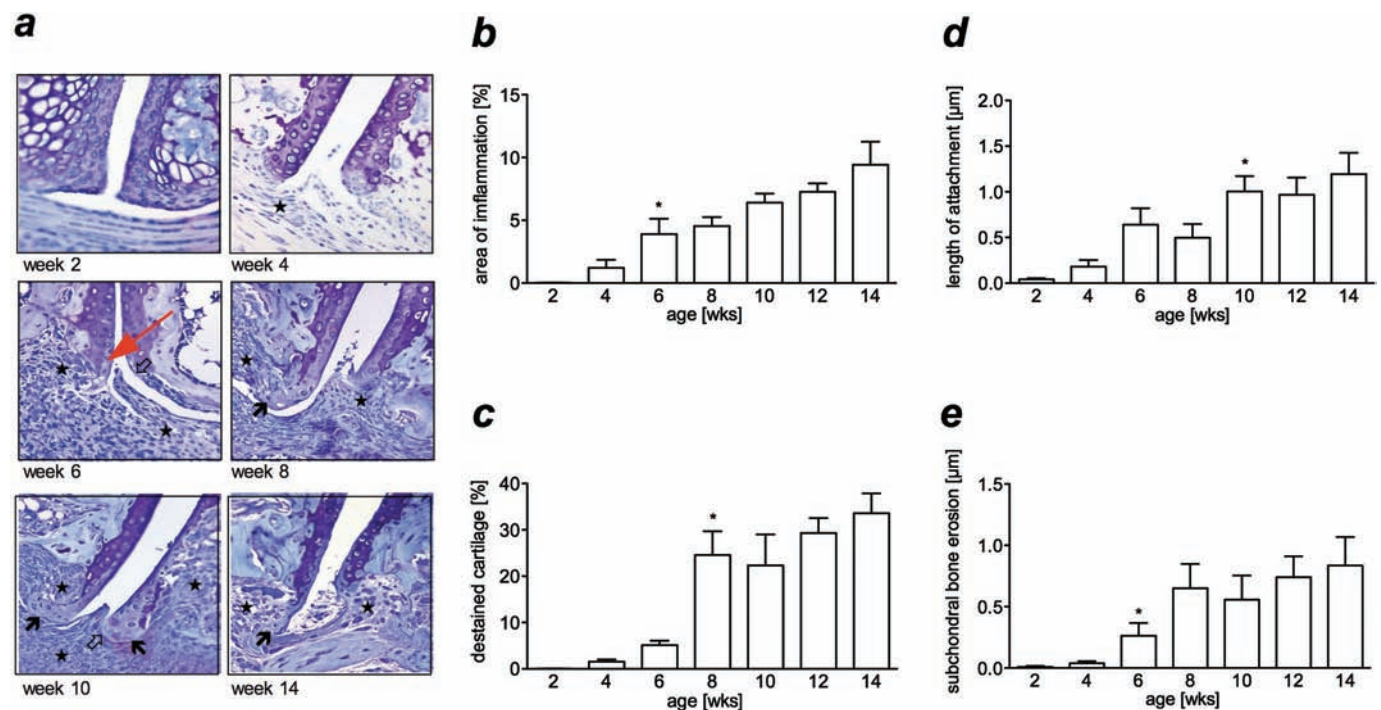 a
week 2
week 4
week 6
week 8
week 10
week 14
b
area of imflammation [%]
15
10
5
0
2 4 6 8 10 12 14
age [wks]
*
c
destained cartilage [%]
40
30
20
10
0
2 4 6 8 10 12 14
age [wks]
*
d
length of attachment [µm]
2.0
1.5
1.0
0.5
0.0
2 4 6 8 10 12 14
age [wks]
*
e
subchondral bone erosion [µm]
1.5
1.0
0.5
0.0
2 4 6 8 10 12 14
age [wks]
*